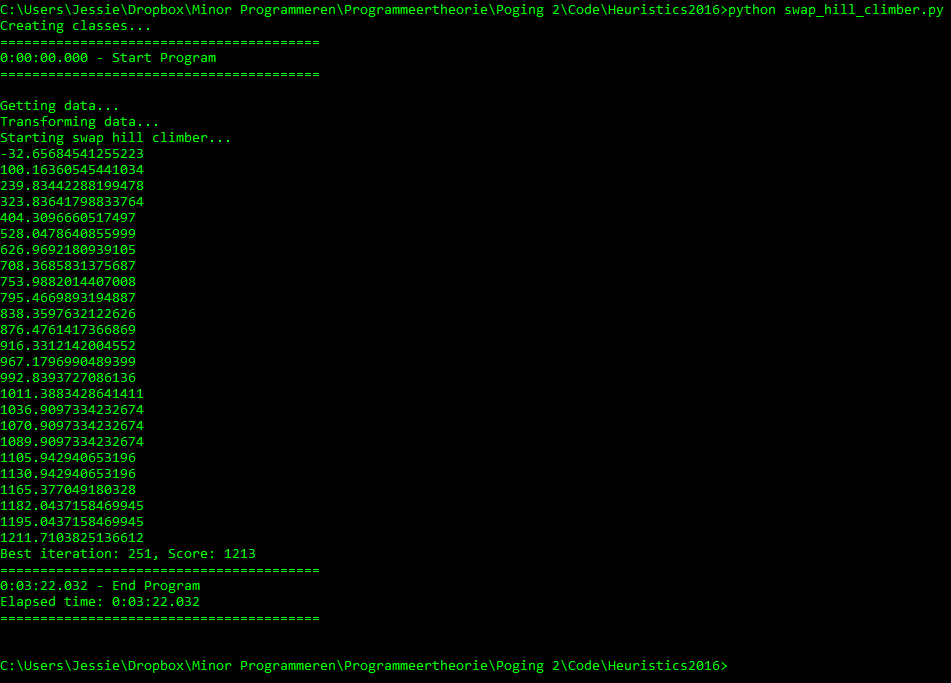 C:\Users\Jessie\Dropbox\Minor Programmeren\Programmeertheorie\Poging 2\Code\Heuristics2016>python swap_hill_climber.py
Creating classes...
========================================
0:00:00.000 - Start Program
========================================
Getting data...
Transforming data...
Starting swap hill climber...
-32.65684541255223
100.16360545441034
239.83442288199478
323.83641798833764
404.3096660517497
528.0478640855999
626.9692180939105
708.3685831375687
753.9882014407008
795.4669893194887
838.3597632122626
876.4761417366869
916.3312142004552
967.1796990489399
992.8393727086136
1011.3883428641411
1036.9097334232674
1070.9097334232674
1089.9097334232674
1105.942940653196
1130.942940653196
1165.377049180328
1182.0437158469945
1195.0437158469945
1211.7103825136612
Best iteration: 251, Score: 1213
========================================
0:03:22.032 - End Program
Elapsed time: 0:03:22.032
========================================
C:\Users\Jessie\Dropbox\Minor Programmeren\Programmeertheorie\Poging 2\Code\Heuristics2016>